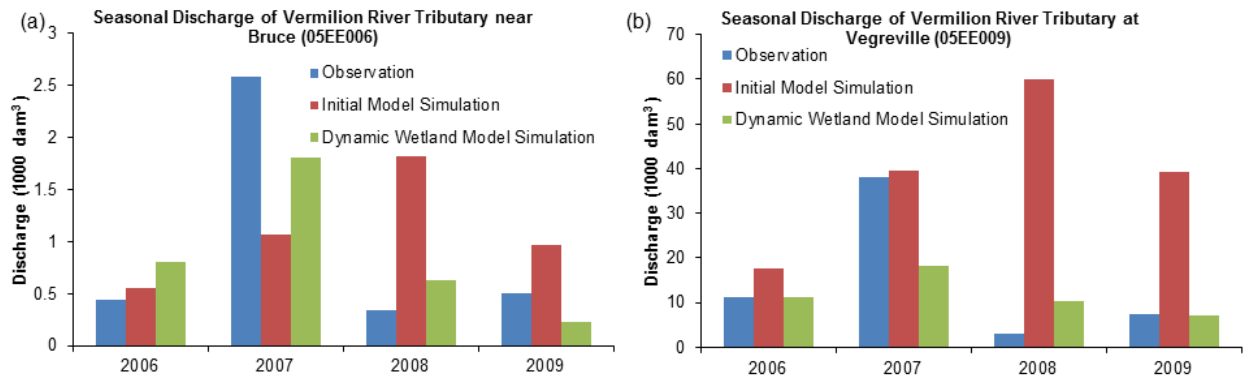 (a)
Seasonal Discharge of Vermilion River Tributary near
Bruce (05EE006)
Observation
Initial Model Simulation
Dynamic Wetland Model Simulation
Discharge (1000 dam³)
3
2.5
2
1.5
1
0.5
0
2006 2007 2008 2009
(b)
Seasonal Discharge of Vermilion River Tributary at
Vegreville (05EE009)
Observation
Initial Model Simulation
Dynamic Wetland Model Simulation
Discharge (1000 dam³)
70
60
50
40
30
20
10
0
2006 2007 2008 2009